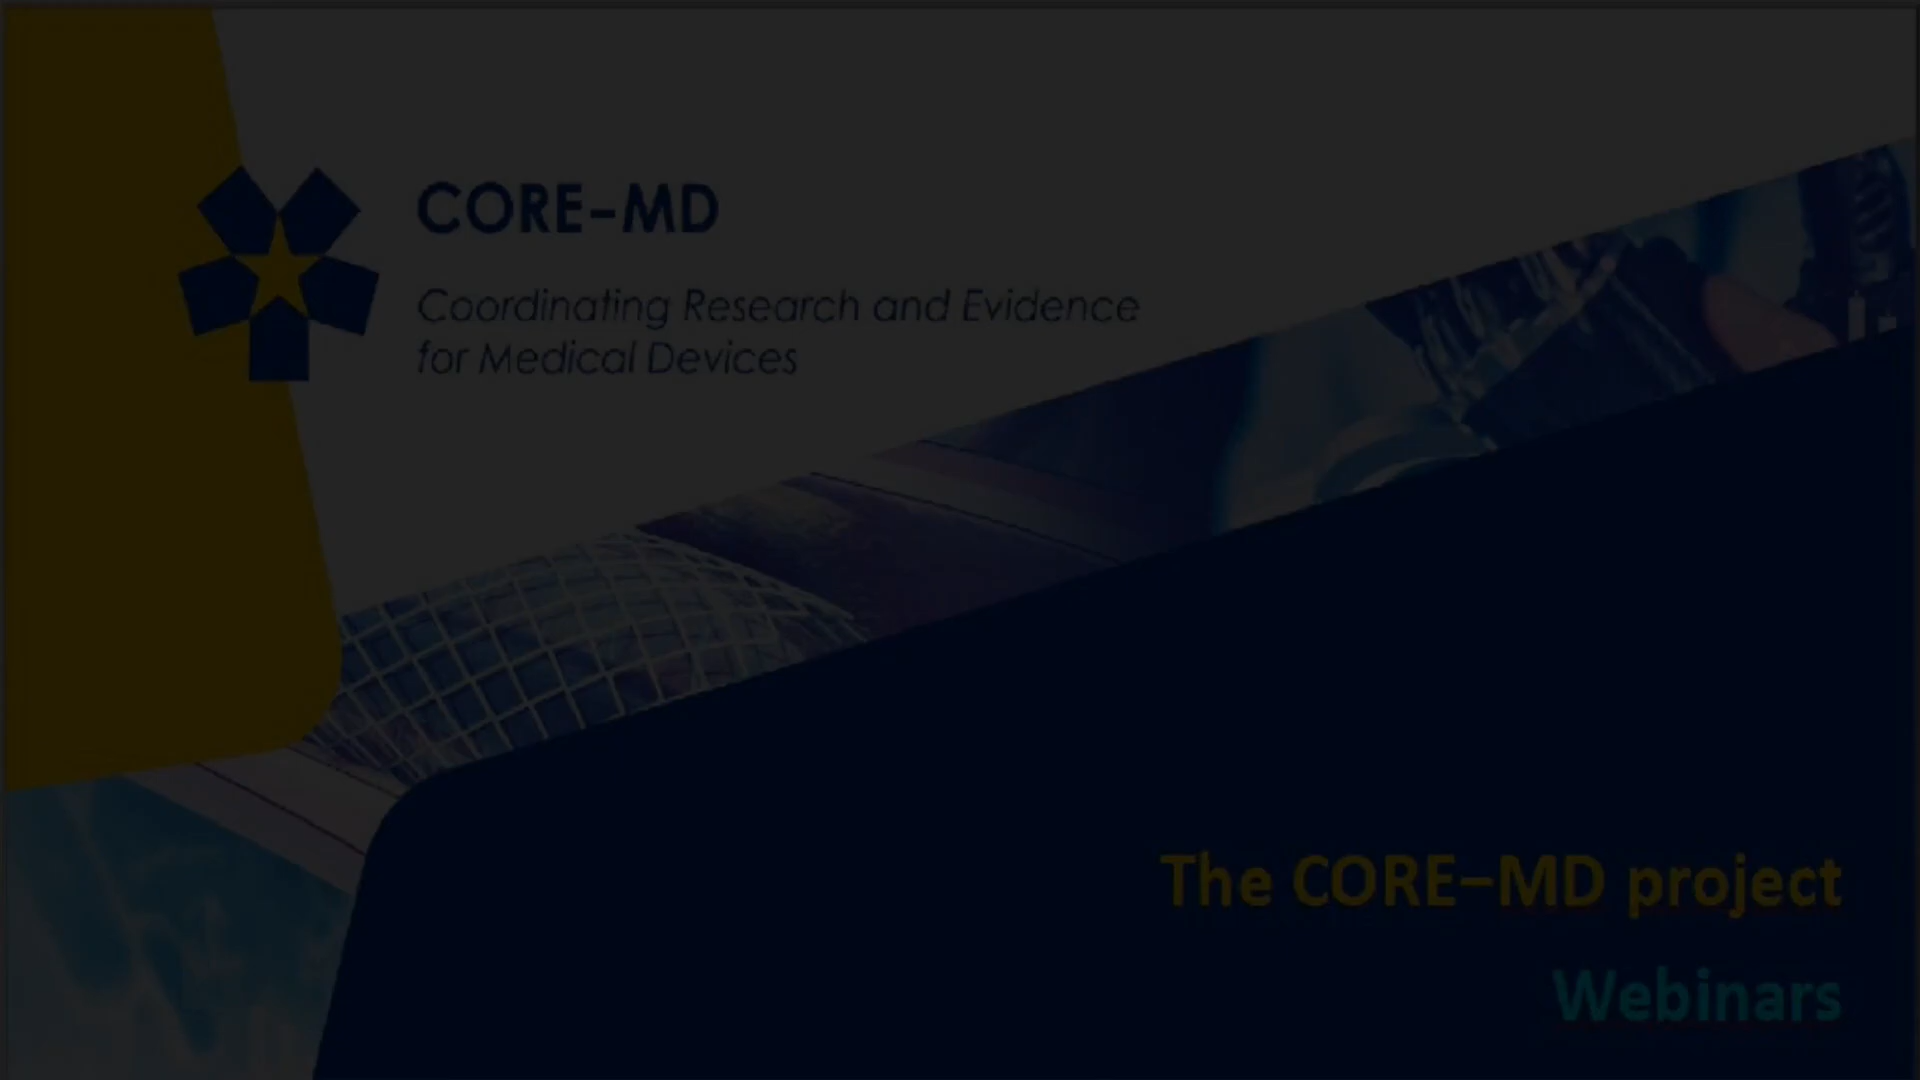 CORE–MD
Coordinating Research and Evidence
for Medical Devices
The CORE–MD project
Webinars